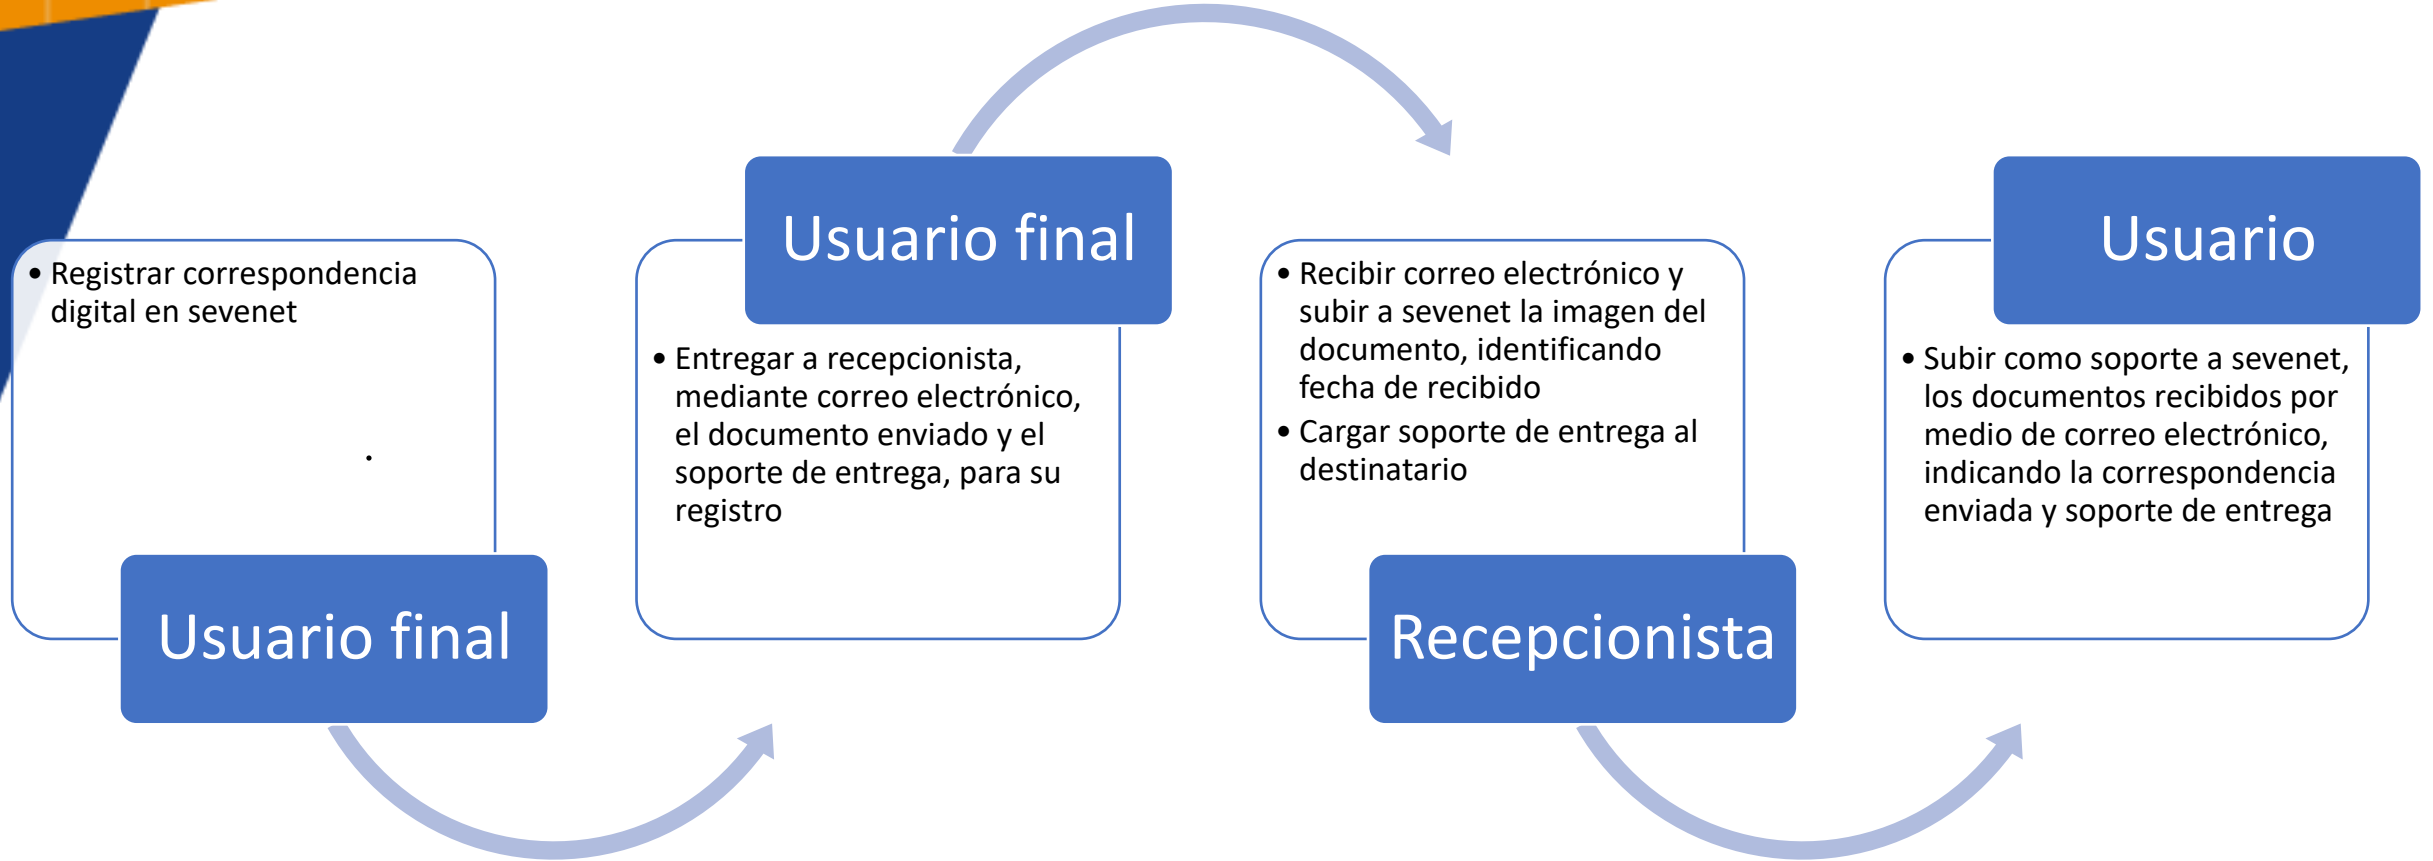 • Registrar correspondencia
digital en sevenet
.
Usuario final
Usuario final
• Entregar a recepcionista,
mediante correo electrónico,
el documento enviado y el
soporte de entrega, para su
registro
• Recibir correo electrónico y
subir a sevenet la imagen del
documento, identificando
fecha de recibido
• Cargar soporte de entrega al
destinatario
Recepcionista
Usuario
• Subir como soporte a sevenet,
los documentos recibidos por
medio de correo electrónico,
indicando la correspondencia
enviada y soporte de entrega